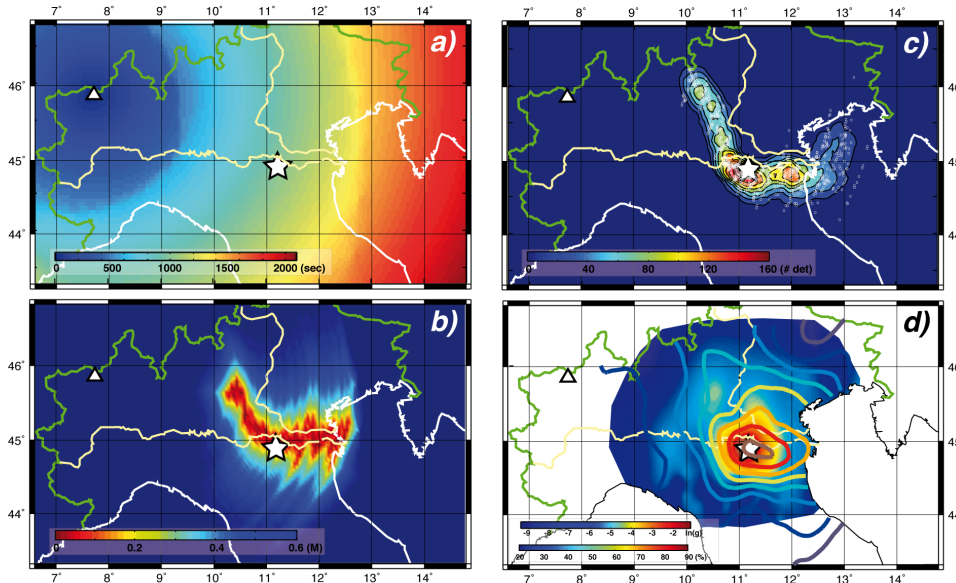 7˚ 8˚ 9˚ 10˚ 11˚ 12˚ 13˚ 14˚
7˚ 8˚ 9˚ 10˚ 11˚ 12˚ 13˚ 14˚
a)
c)
46˚
45˚
44˚
0 500 1000 1500 2000 (sec)
0 40 80 120 160 (# det)
b)
d)
46˚
45˚
44˚
0 0.2 0.4 0.6 (M)
-9 -8 -7 -6 -5 -4 -3 -2 ln(g)
20 30 40 50 60 70 80 90 (%)
7˚ 8˚ 9˚ 10˚ 11˚ 12˚ 13˚ 14˚
7˚ 8˚ 9˚ 10˚ 11˚ 12˚ 13˚ 14˚